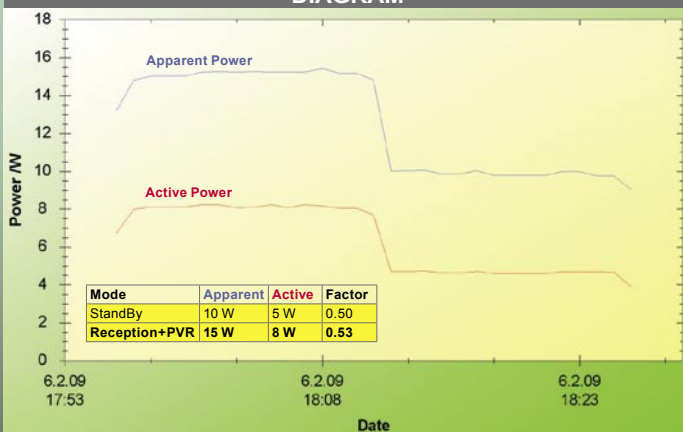 DIAGRAM
18
16
14
12
10
8
6
4
2
0
Power /W
Apparent Power
Active Power
Mode Apparent Active Factor
StandBy 10 W 5 W 0.50
Reception+PVR 15 W 8 W 0.53
6.2.09 6.2.09 6.2.09
17:53 18:08 18:23
Date